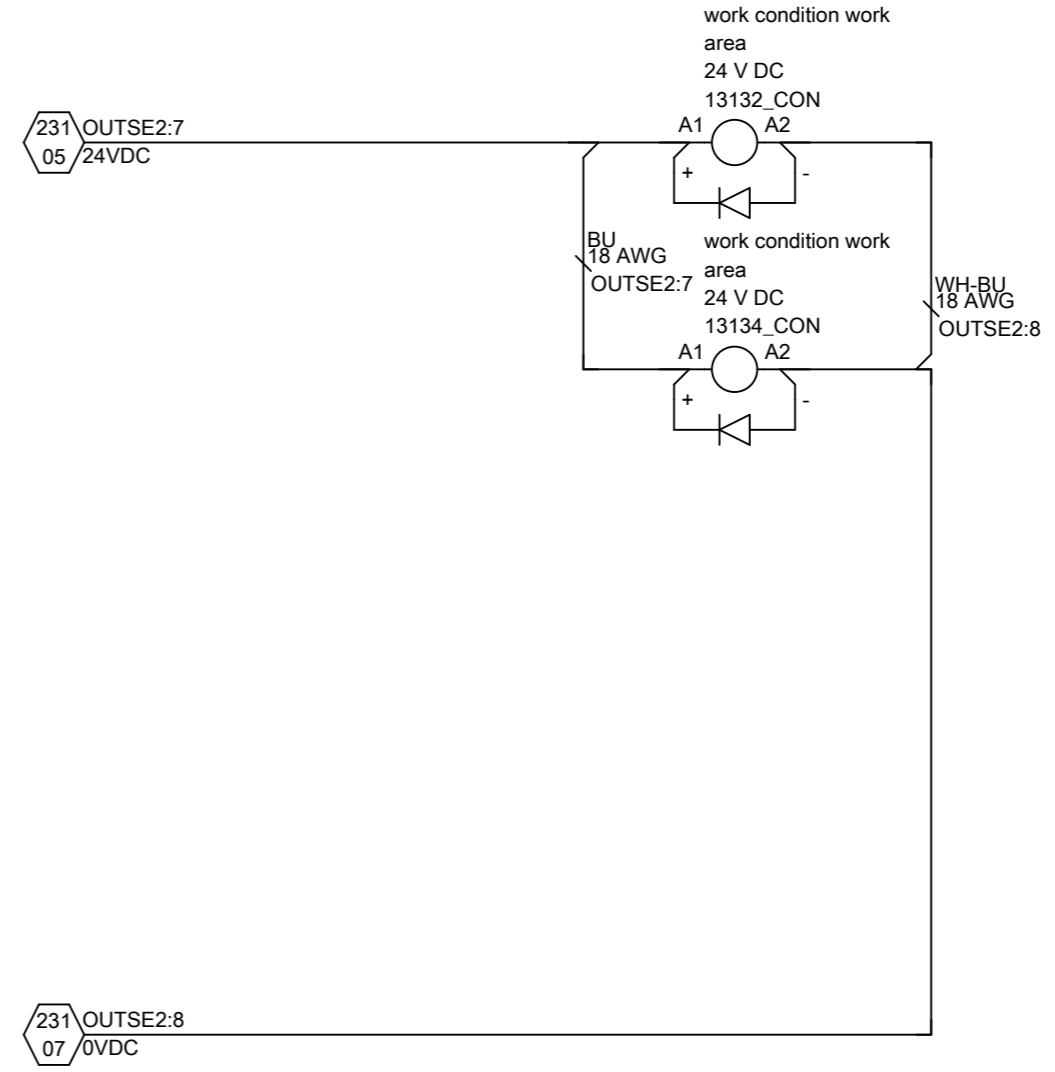 work condition work
area
24 V DC
13132_CON
A1
A2
231
OUTSE2:7
05
24VDC
+
-
BU
18 AWG
OUTSE2:7
work condition work
area
24 V DC
13134_CON
WH-BU
18 AWG
OUTSE2:8
A1
A2
+
-
231
OUTSE2:8
07
0VDC